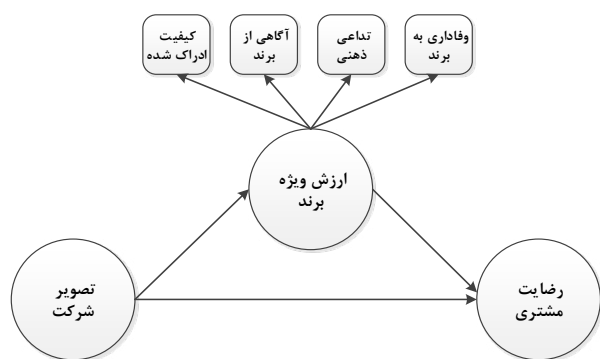 وفاداری به
برند
تداعی
ذهنی
آگاهی از
برند
کیفیت
ادراک شده
ارزش ویژه
برند
رضایت
مشتری
تصویر
شرکت